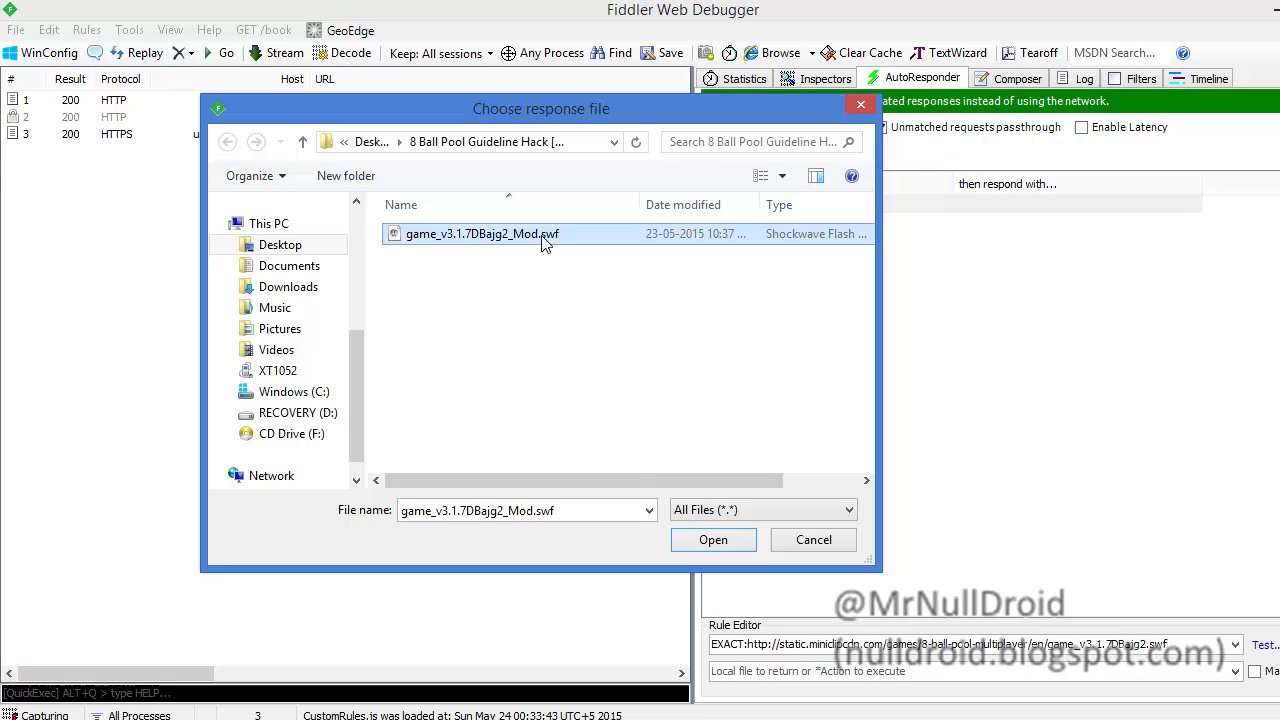 Fiddler Web Debugger
File Edit Rules Tools View Help GET /book GeoEdge
WinConfig Replay Go Stream Decode Keep: All sessions Any Process Find Save Browse Clear Cache TextWizard Tearoff MSDN Search...
# Result Protocol Host URL
Statistics Inspectors AutoResponder Composer Log Filters Timeline
1 200 HTTP
2 200 HTTP
3 200 HTTPS u
ated responses instead of using the network.
Unmatched requests passthrough Enable Latency
then respond with...
Choose response file
« Desk... 8 Ball Pool Guideline Hack [... Search 8 Ball Pool Guideline H...
Organize New folder
Name Date modified Type
This PC
Desktop
Documents
Downloads
Music
Pictures
Videos
XT1052
Windows (C:)
RECOVERY (D:)
CD Drive (F:)
Network
game_v3.1.7DBajg2_Mod.swf 23-05-2015 10:37 ... Shockwave Flash ...
File name: game_v3.1.7DBajg2_Mod.swf All Files (*.*)
Open Cancel
@MrNullDroid
(nulldroid.blogspot.com)
Rule Editor
EXACT:http://static.miniclipcdn.com/games/8-ball-pool-multiplayer/en/game_v3.1.7DBajg2.swf Test...
Local file to return or *Action to execute Ma
[QuickExec] ALT+Q > type HELP...
Capturing All Processes 3 CustomRules.js was loaded at: Sun May 24 00:33:43 UTC+5 2015